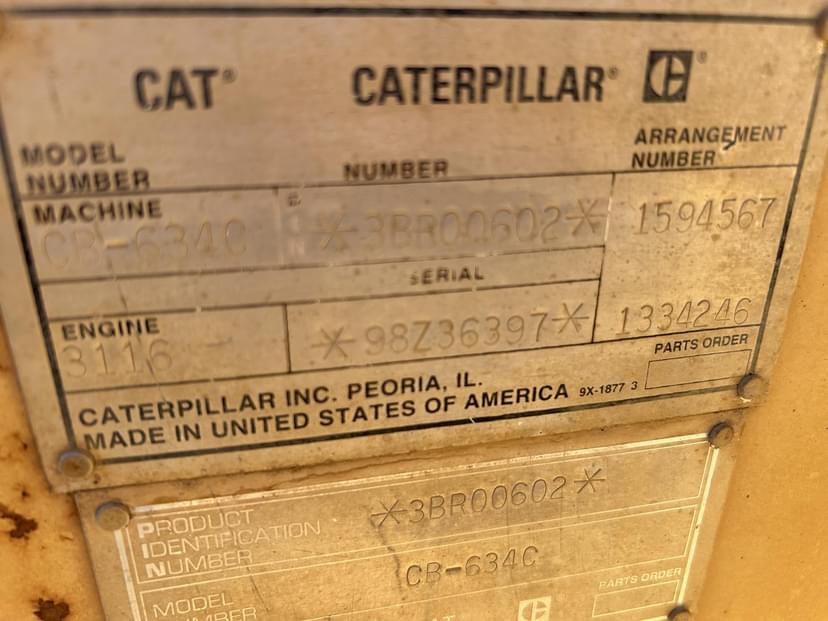 CAT® CATERPILLAR® C®
MODEL NUMBER
NUMBER
ARRANGEMENT NUMBER
MACHINE
CB-634C
P I N
*3BR00602*
1594567
SERIAL
ENGINE
3116
*98Z36397*
1334246
PARTS ORDER
CATERPILLAR INC. PEORIA, IL.
MADE IN UNITED STATES OF AMERICA 9X-1877 3
PRODUCT
IDENTIFICATION
NUMBER
*3BR00602*
CB-634C
PARTS ORDER
MODEL
NUMBER
CAT